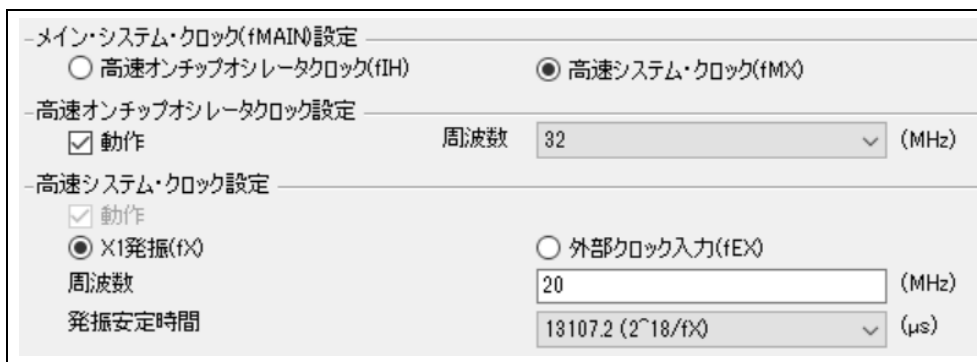 メイン・システム・クロック(fMAIN)設定
高速オンチップオシレータクロック(fIH) 高速システム・クロック(fMX)
高速オンチップオシレータクロック設定
動作 周波数 32 (MHz)
高速システム・クロック設定
動作
X1発振(fX) 外部クロック入力(fEX)
周波数 20 (MHz)
発振安定時間 13107.2 (2^18/fX) (µs)